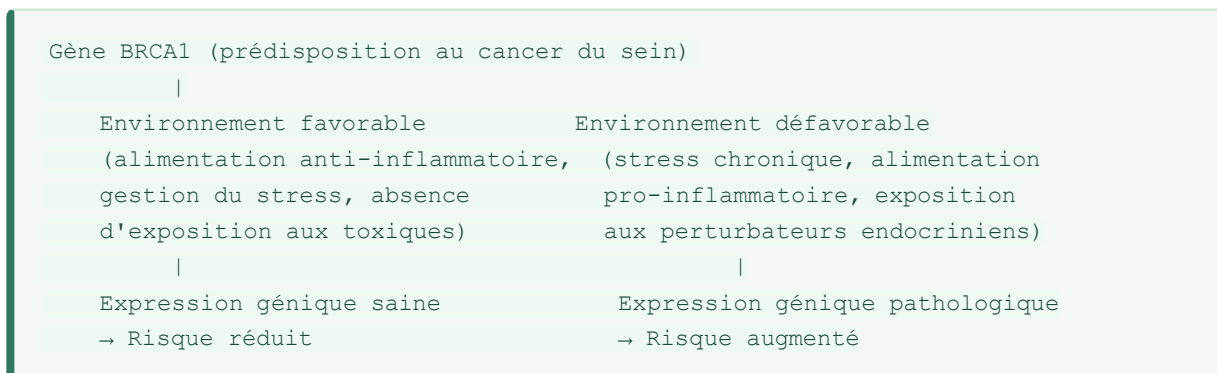 Gène BRCA1 (prédisposition au cancer du sein)
|
Environnement favorable Environnement défavorable
(alimentation anti-inflammatoire, (stress chronique, alimentation
gestion du stress, absence pro-inflammatoire, exposition
d'exposition aux toxiques) aux perturbateurs endocriniens)
| |
Expression génique saine Expression génique pathologique
→ Risque réduit → Risque augmenté